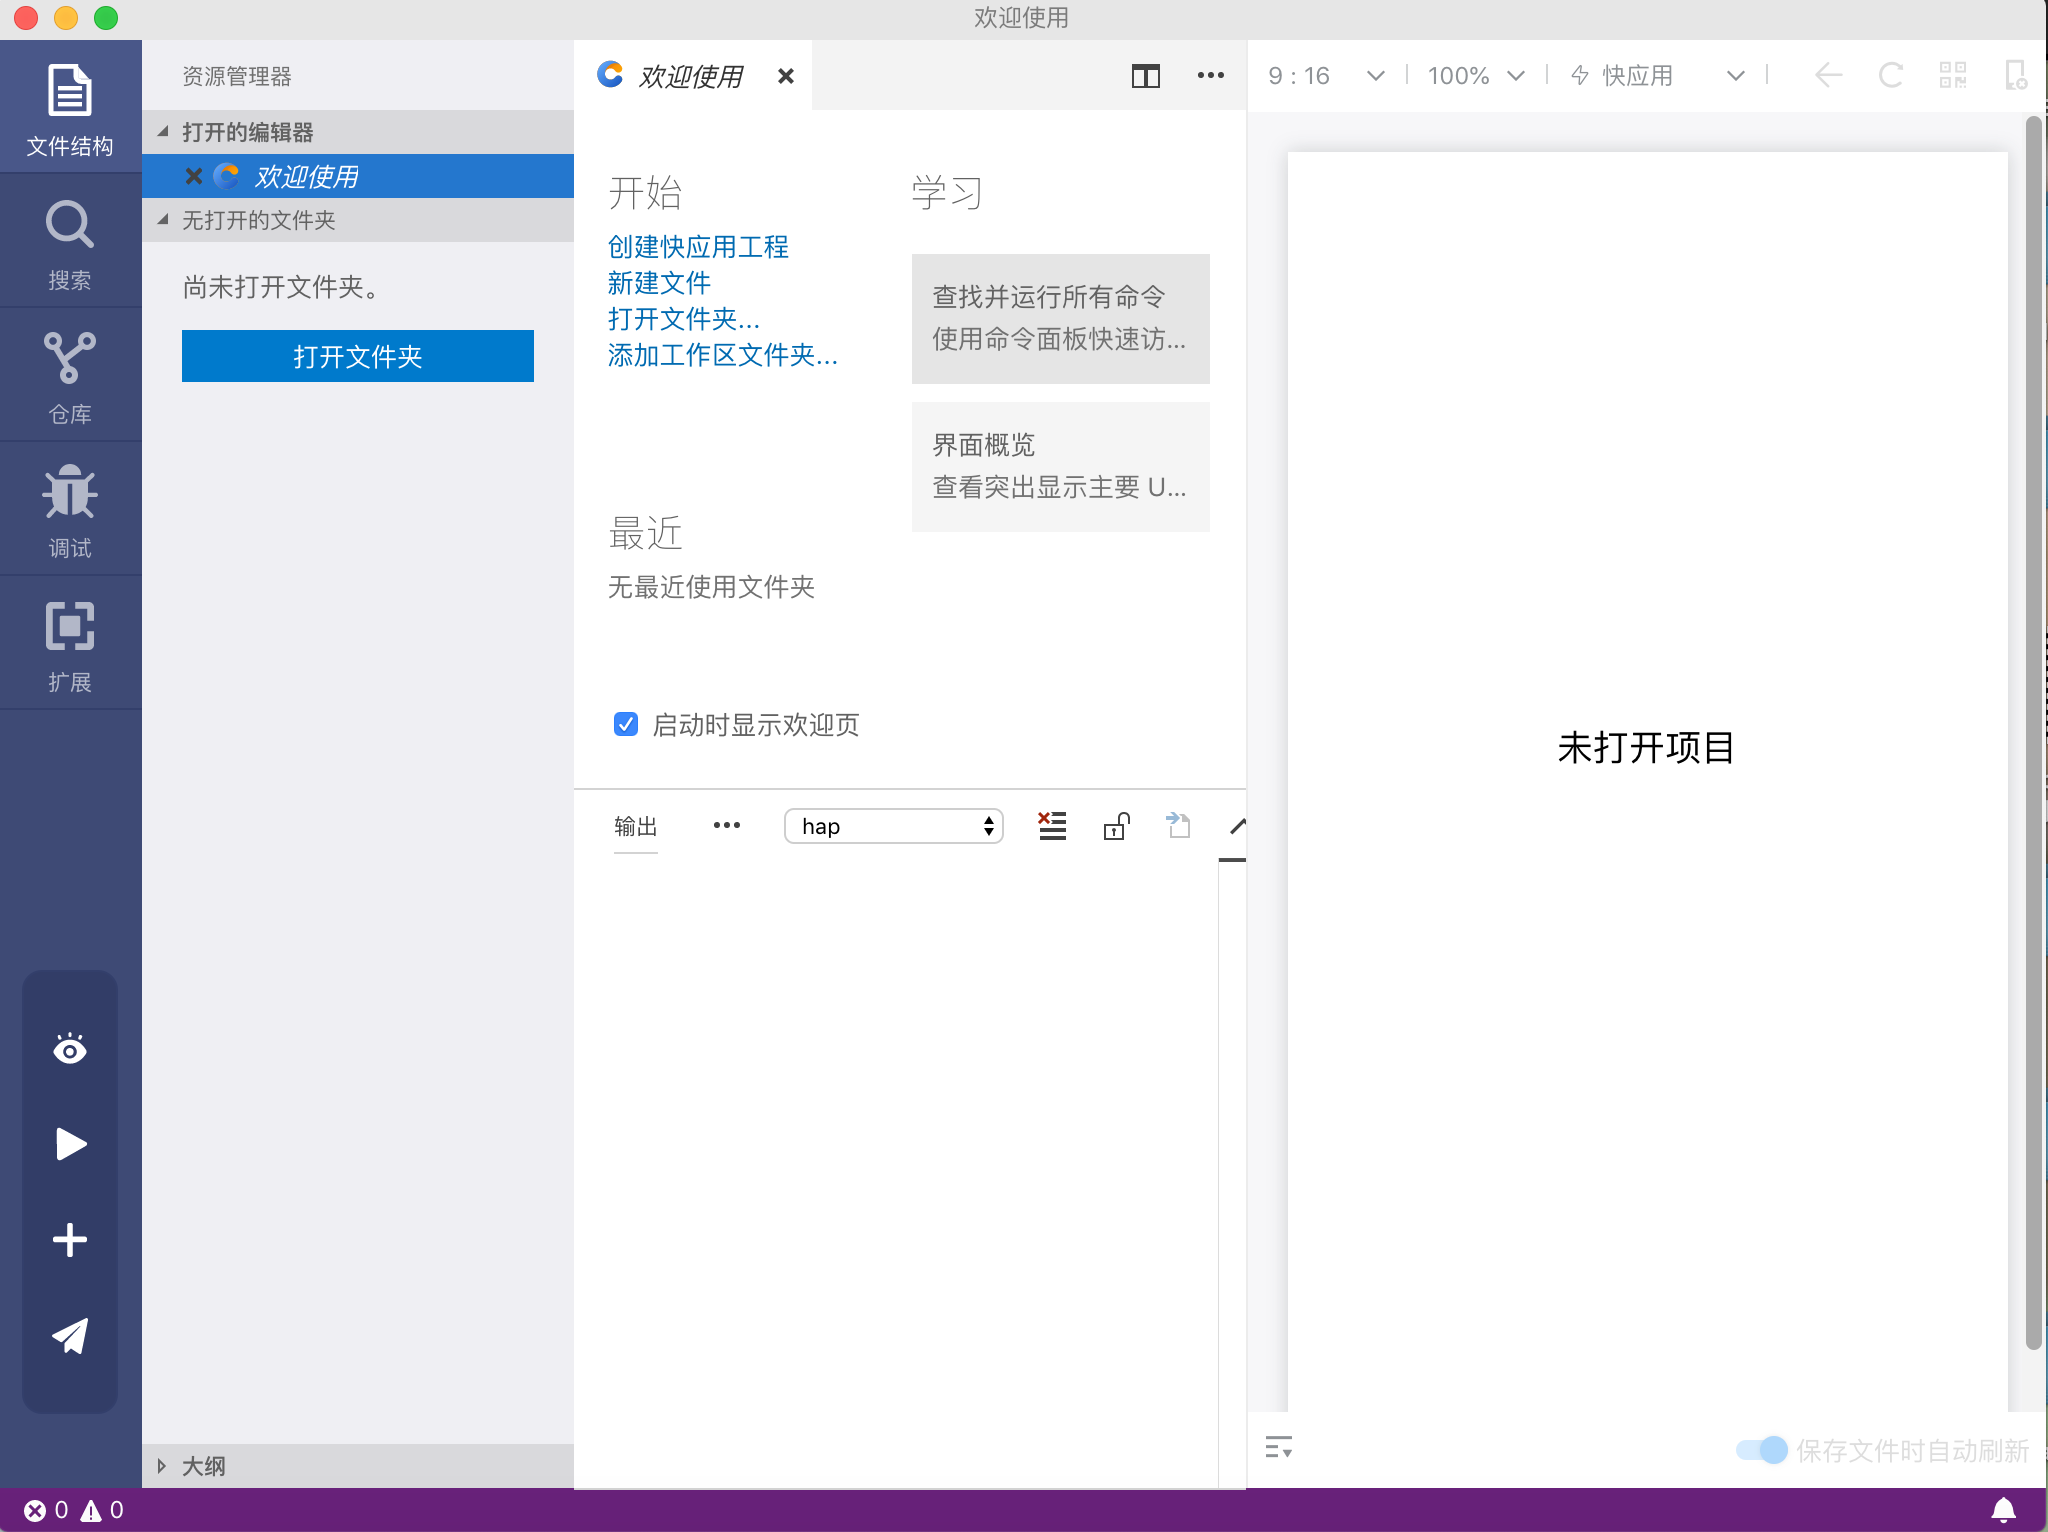 欢迎使用
文件结构
搜索
仓库
调试
扩展
资源管理器
打开的编辑器
欢迎使用
无打开的文件夹
尚未打开文件夹。
打开文件夹
大纲
欢迎使用
开始
创建快应用工程
新建文件
打开文件夹...
添加工作区文件夹...
最近
无最近使用文件夹
学习
查找并运行所有命令
使用命令面板快速访...
界面概览
查看突出显示主要 U...
启动时显示欢迎页
输出
hap
9 : 16
100%
快应用
未打开项目
保存文件时自动刷新
0
0